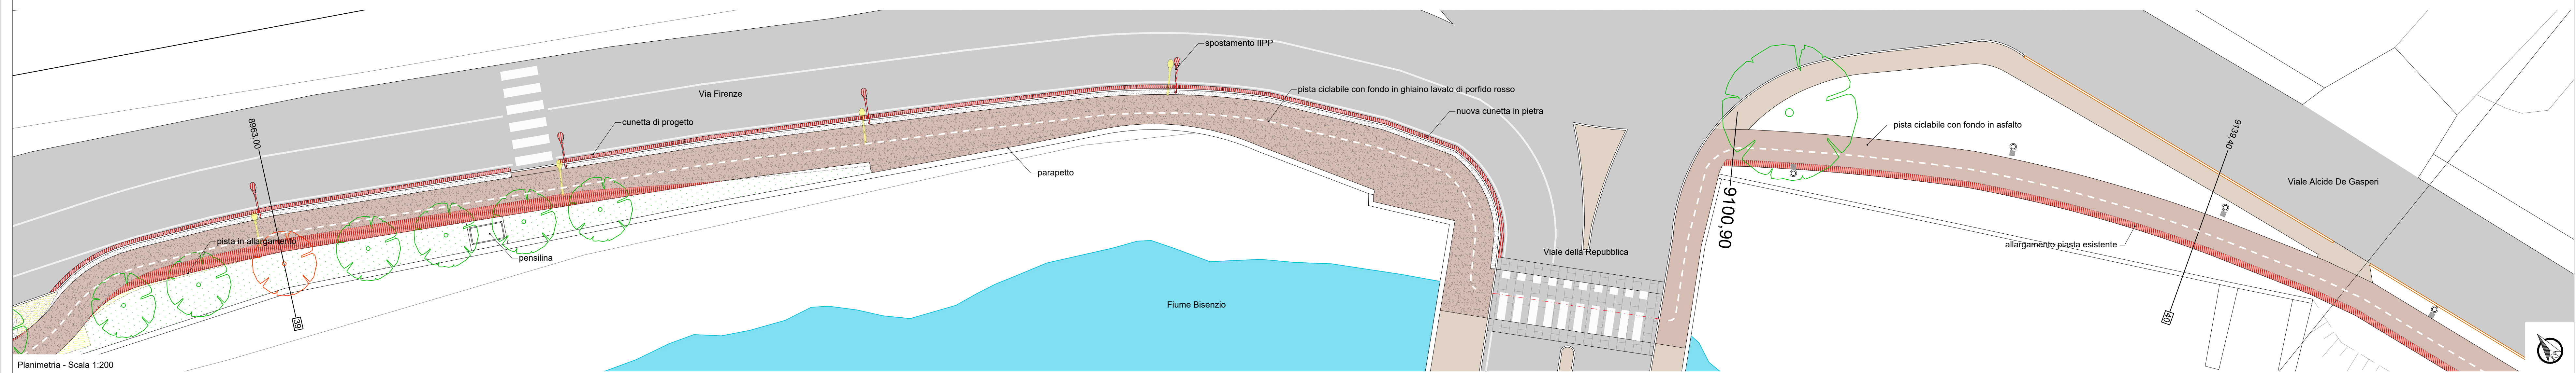 spostamento IIPP
Via Firenze
pista ciclabile con fondo in ghiaino lavato di porfido rosso
nuova cunetta in pietra
cunetta di progetto
pista ciclabile con fondo in asfalto
8963,00
9139,40
parapetto
Viale Alcide De Gasperi
9100,90
pista in allargamento
pensilina
Viale della Repubblica
allargamento piasta esistente
Fiume Bisenzio
39
40
Planimetria - Scala 1:200